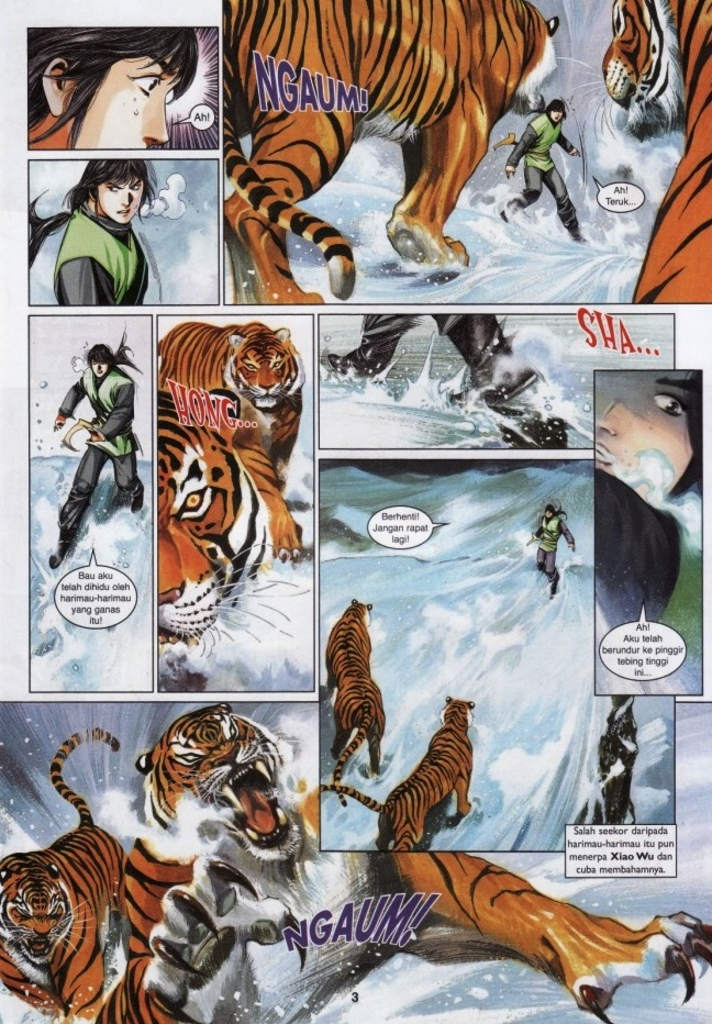 Ah!
NGAUM!
Ah!
Teruk...
Bau aku
telah dihidu oleh
harimau-harimau
yang ganas
itu!
HONG...
SHA...
Berhenti!
Jangan rapat
lagi!
Ah!
Aku telah
berundur ke pinggir
tebing tinggi
ini...
Salah seekor daripada
harimau-harimau itu pun
menerpa Xiao Wu dan
cuba membahamnya.
NGAUM!!
3